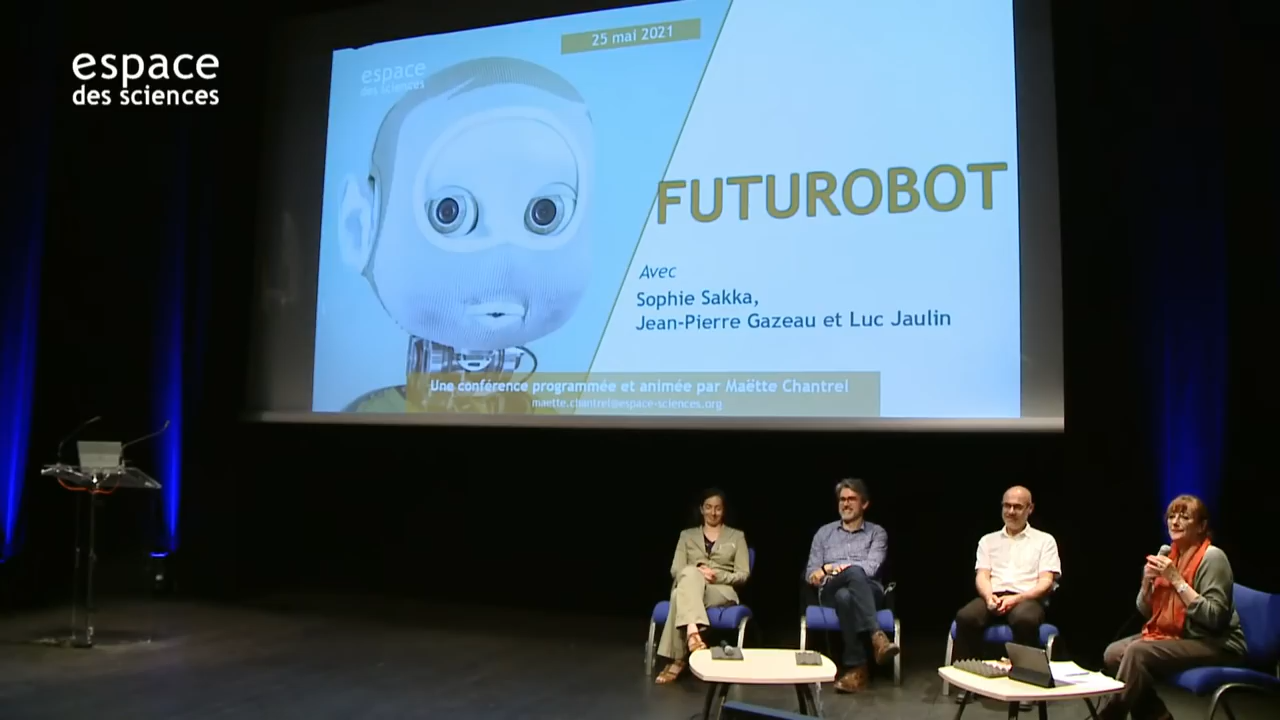 espace
des sciences
25 mai 2021
espace
des sciences
FUTUROBOT
Avec
Sophie Sakka,
Jean-Pierre Gazeau et Luc Jaulin
Une conférence programmée et animée par Maëtte Chantrel
maette.chantrel@espace-sciences.org